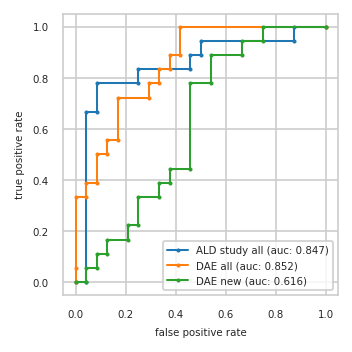 1.0
0.8
0.6
0.4
0.2
0.0
true positive rate
ALD study all (auc: 0.847)
DAE all (auc: 0.852)
DAE new (auc: 0.616)
0.0 0.2 0.4 0.6 0.8 1.0
false positive rate